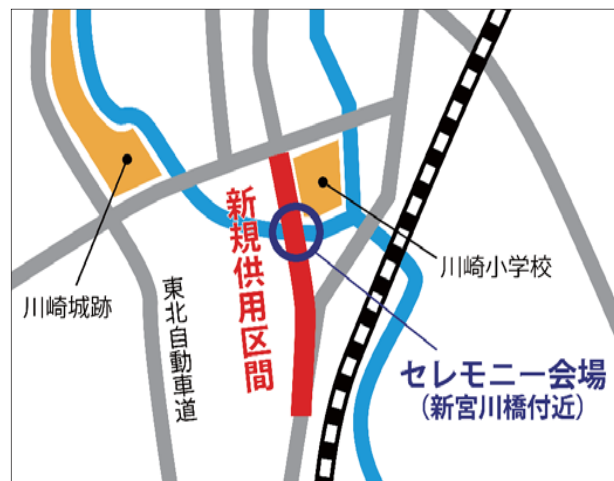 川崎城跡
東北自動車道
新規供用区間
川崎小学校
セレモニー会場
（新宮川橋付近）